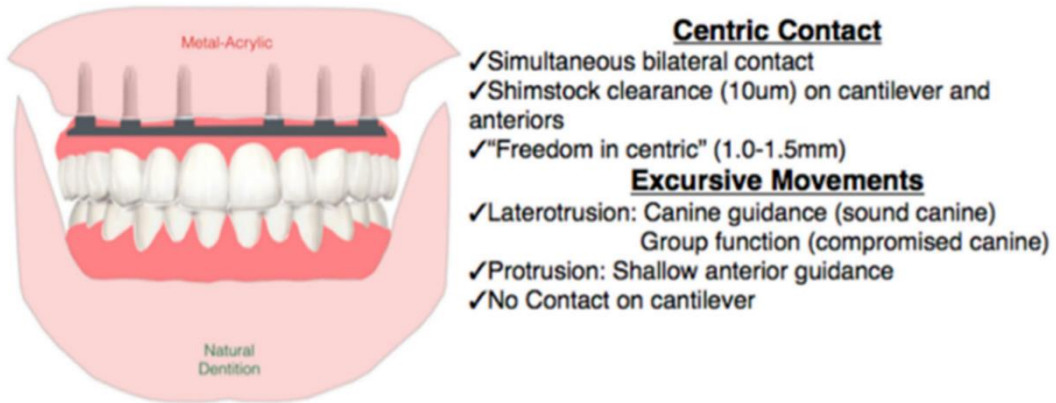 Metal-Acrylic
Natural
Dentition
Centric Contact
✓Simultaneous bilateral contact
✓Shimstock clearance (10um) on cantilever and
anteriors
✓“Freedom in centric” (1.0-1.5mm)
Excursive Movements
✓Laterotrusion: Canine guidance (sound canine)
Group function (compromised canine)
✓Protrusion: Shallow anterior guidance
✓No Contact on cantilever